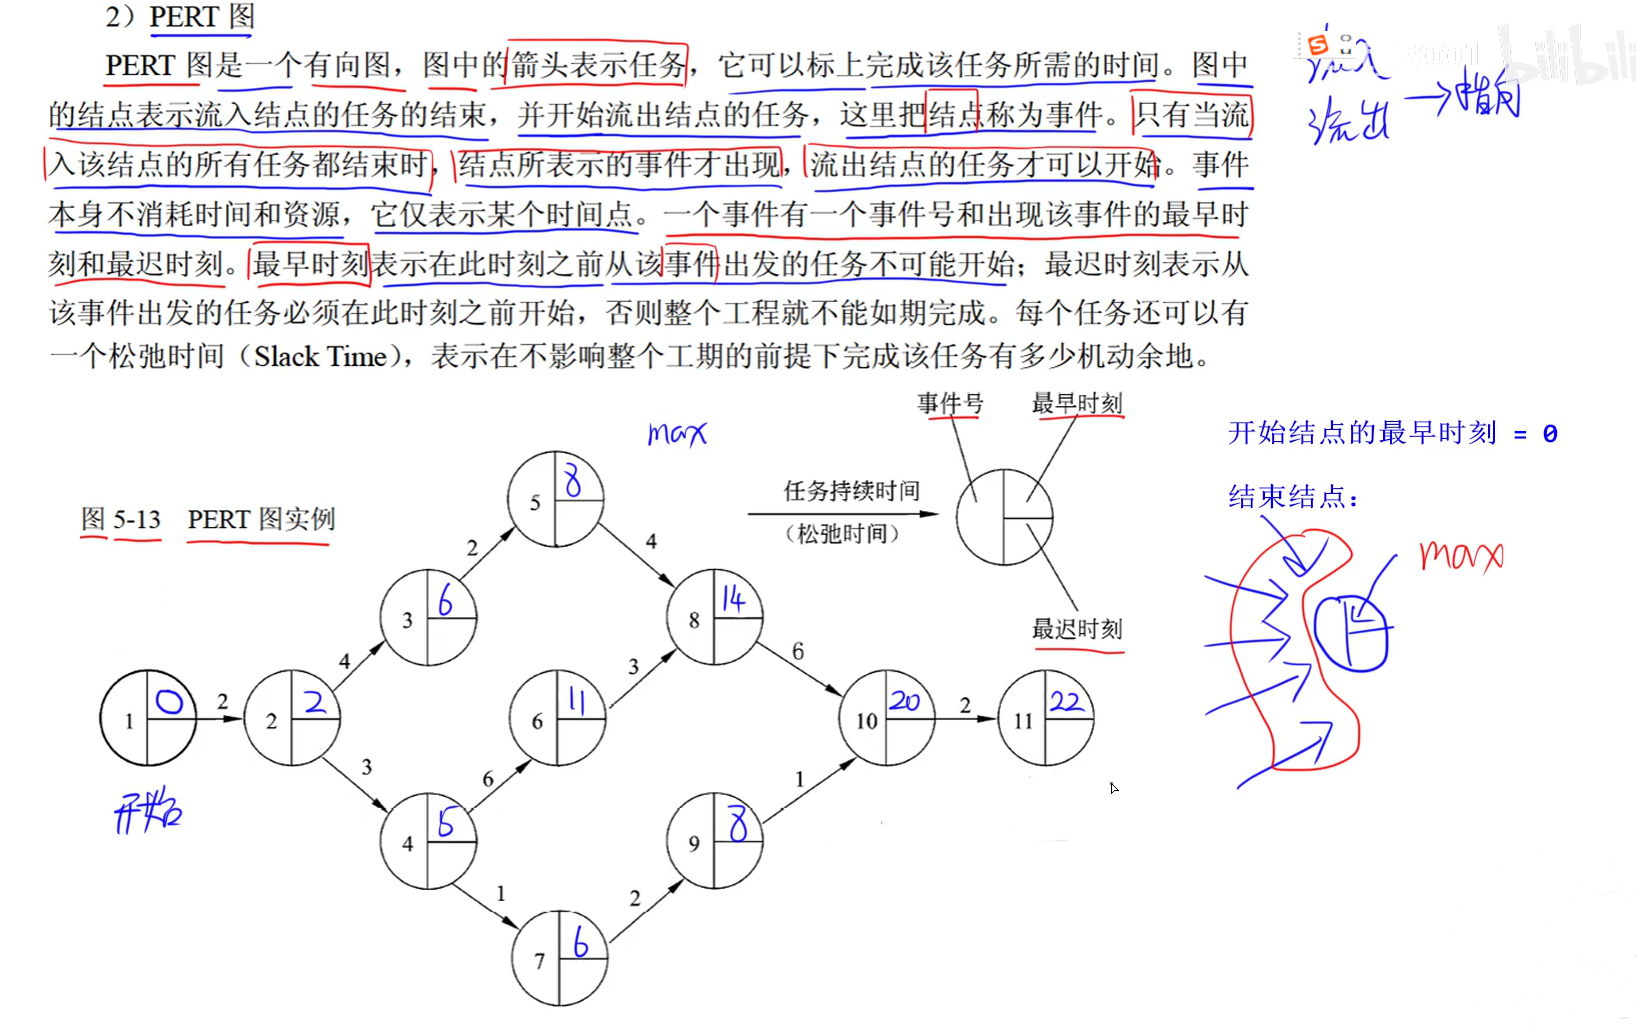 2）PERT 图
PERT 图是一个有向图，图中的箭头表示任务，它可以标上完成该任务所需的时间。图中
的结点表示流入结点的任务的结束，并开始流出结点的任务，这里把结点称为事件。只有当流
入该结点的所有任务都结束时，结点所表示的事件才出现，流出结点的任务才可以开始。事件
本身不消耗时间和资源，它仅表示某个时间点。一个事件有一个事件号和出现该事件的最早时
刻和最迟时刻。最早时刻表示在此时刻之前从该事件出发的任务不可能开始；最迟时刻表示从
该事件出发的任务必须在此时刻之前开始，否则整个工程就不能如期完成。每个任务还可以有
一个松弛时间（Slack Time），表示在不影响整个工期的前提下完成该任务有多少机动余地。
流入
流出 → 指向
bilibili
事件号 最早时刻
max
任务持续时间
（松弛时间）
最迟时刻
开始结点的最早时刻 = 0
结束结点：
max
图 5-13 PERT 图实例
5 8
2 4
3 6
8 14
4 3 6
1 0 2 2 2
6 11
10 20 2 11 22
3 6 1
开始
4 5
9 8
1 2
7 6